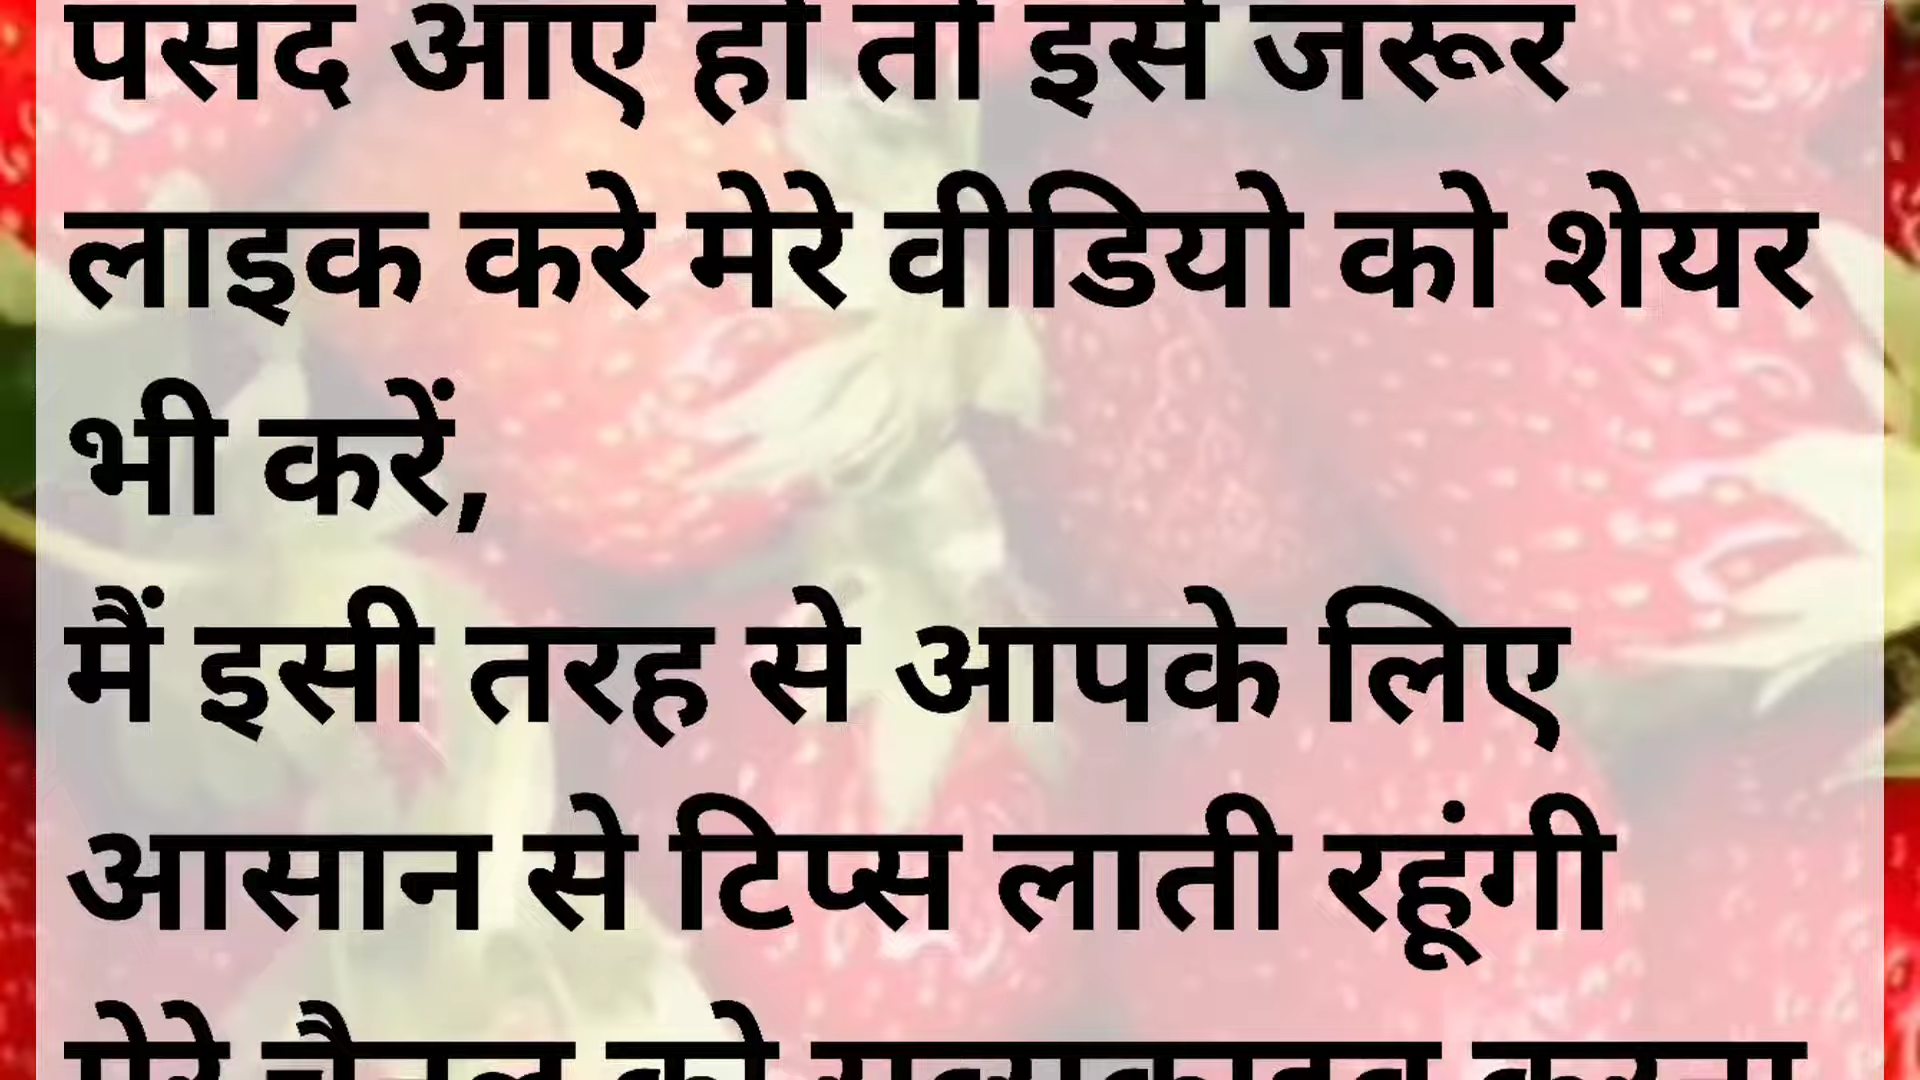 पसंद आए हो तो इसे जरूर
लाइक करे मेरे वीडियो को शेयर
भी करें,
मैं इसी तरह से आपके लिए
आसान से टिप्स लाती रहूंगी
मेरे चैनल को सब्सक्राइब करना